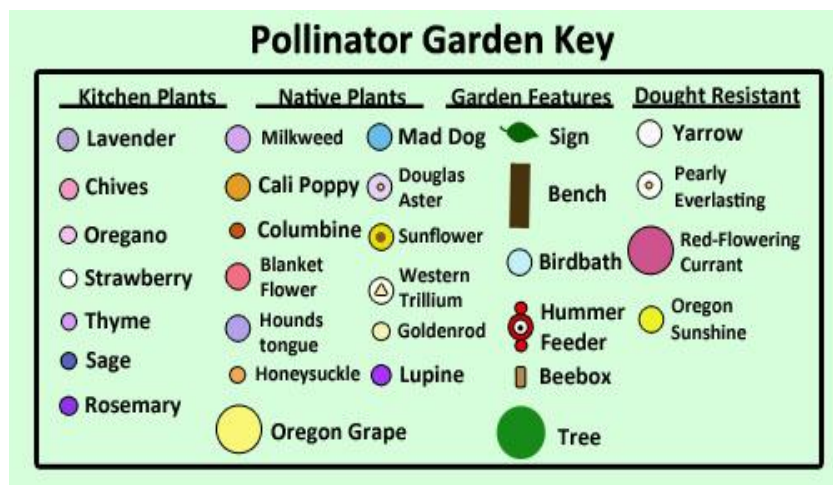 Pollinator Garden Key
Kitchen Plants
Lavender
Chives
Oregano
Strawberry
Thyme
Sage
Rosemary
Native Plants
Milkweed
Cali Poppy
Columbine
Blanket
Flower
Hounds
tongue
Honeysuckle
Oregon Grape
Mad Dog
Douglas
Aster
Sunflower
Western
Trillium
Goldenrod
Lupine
Garden Features
Sign
Bench
Birdbath
Hummer
Feeder
Beebox
Tree
Dought Resistant
Yarrow
Pearly
Everlasting
Red-Flowering
Currant
Oregon
Sunshine